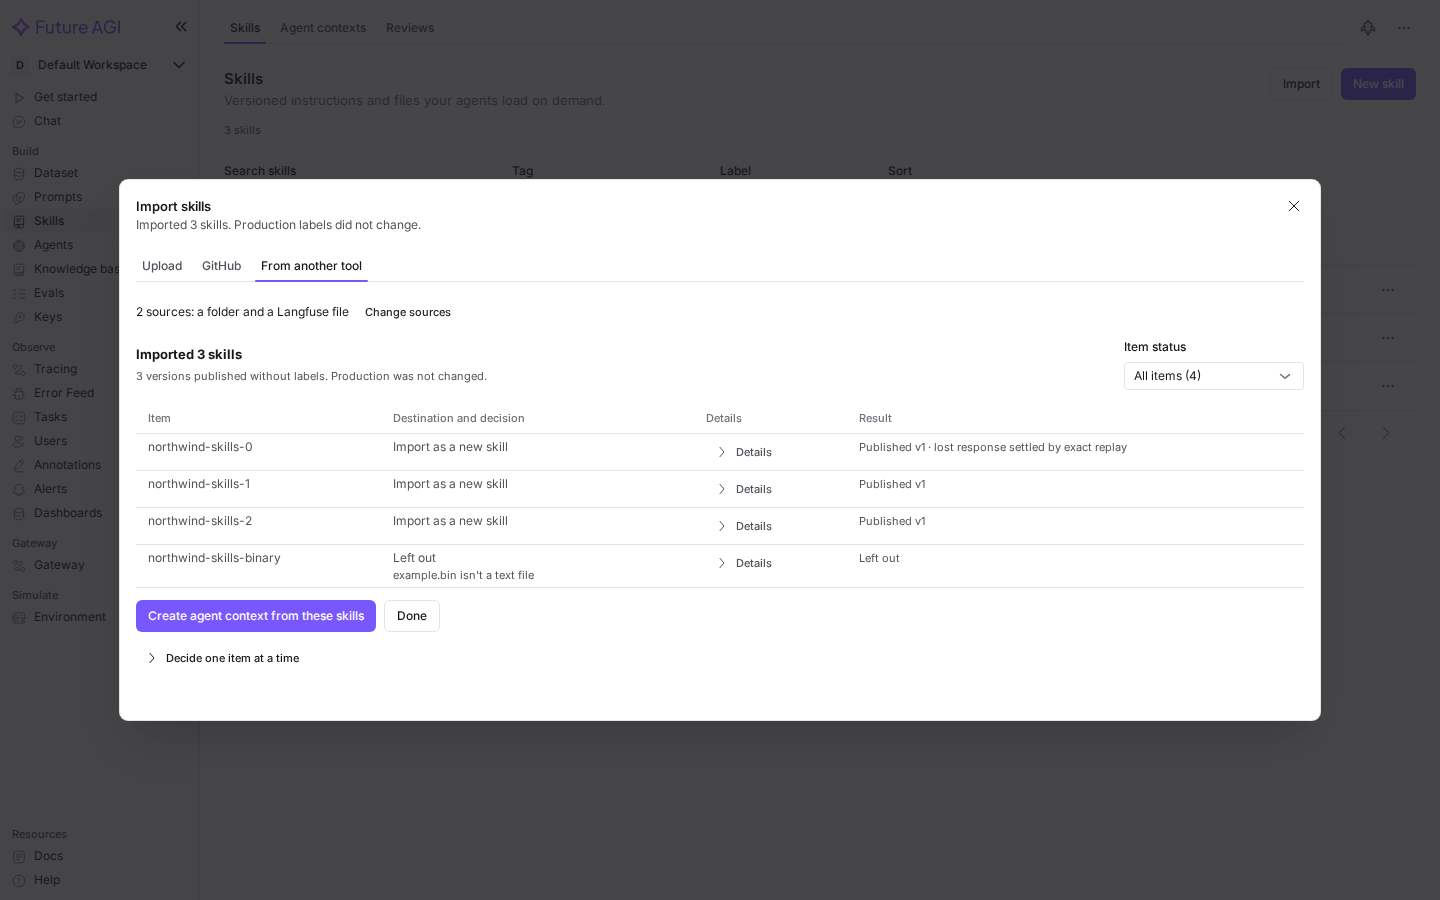 Future AGI
Skills
Agent contexts
Reviews
D
Default Workspace
Get started
Chat
Build
Dataset
Prompts
Skills
Agents
Knowledge bas
Evals
Keys
Observe
Tracing
Error Feed
Tasks
Users
Annotations
Alerts
Dashboards
Gateway
Gateway
Simulate
Environment
Resources
Docs
Help
Skills
Versioned instructions and files your agents load on demand.
Import
New skill
3 skills
Search skills
Tag
Label
Sort
Import skills
Imported 3 skills. Production labels did not change.
Upload
GitHub
From another tool
2 sources: a folder and a Langfuse file
Change sources
Imported 3 skills
3 versions published without labels. Production was not changed.
Item status
All items (4)
Item
Destination and decision
Details
Result
northwind-skills-0
Import as a new skill
Details
Published v1 · lost response settled by exact replay
northwind-skills-1
Import as a new skill
Details
Published v1
northwind-skills-2
Import as a new skill
Details
Published v1
northwind-skills-binary
Left out
example.bin isn't a text file
Details
Left out
Create agent context from these skills
Done
Decide one item at a time